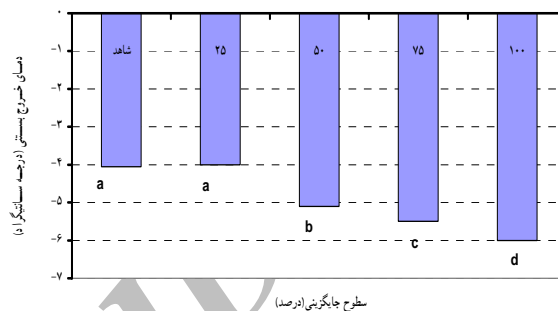 دمای خروج بستنی (درجه سانتیگراد)
۰
-۱
-۲
-۳
-۴
-۵
-۶
-۷
شاهد ۲۵ ۵۰ ۷۵ ۱۰۰
a a b c d
سطوح جایگزینی(درصد)